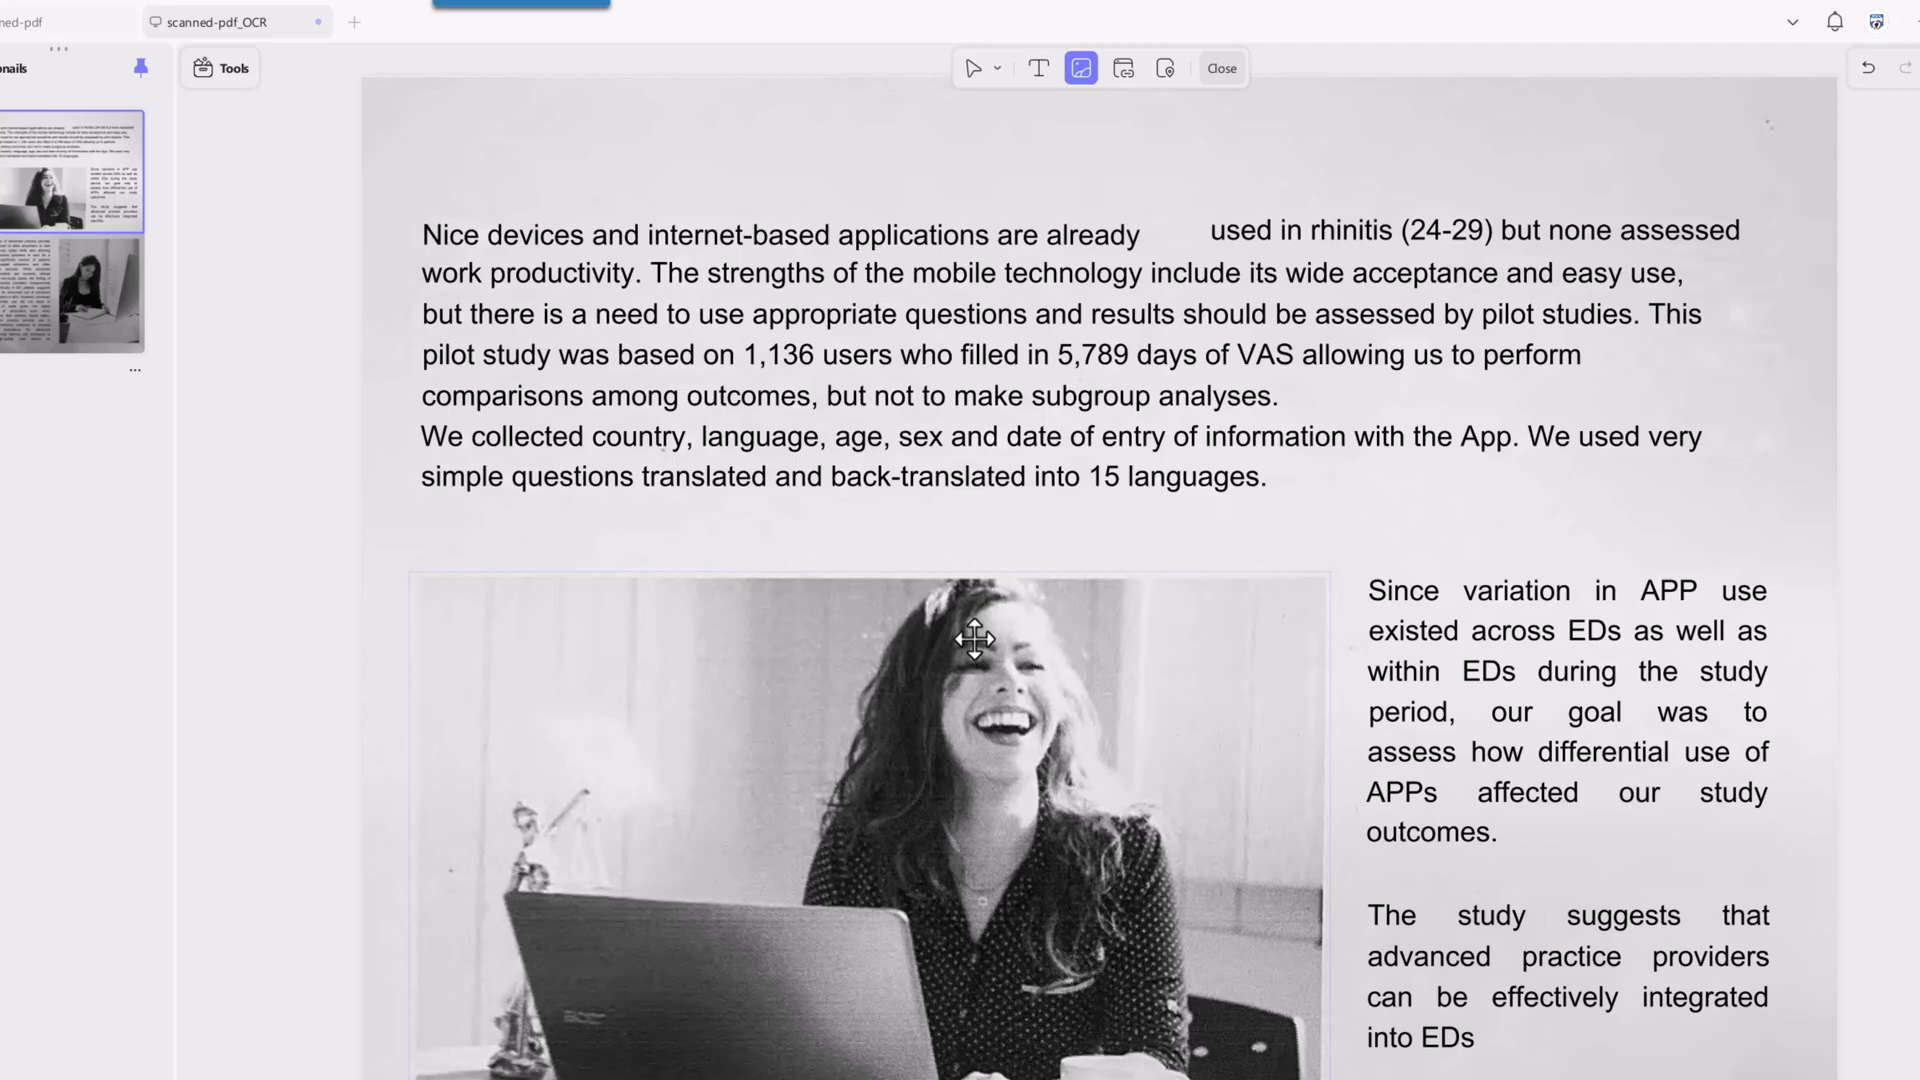 ned-pdf
scanned-pdf_OCR
nails
Tools
Close
Nice devices and internet-based applications are already used in rhinitis (24-29) but none assessed
work productivity. The strengths of the mobile technology include its wide acceptance and easy use,
but there is a need to use appropriate questions and results should be assessed by pilot studies. This
pilot study was based on 1,136 users who filled in 5,789 days of VAS allowing us to perform
comparisons among outcomes, but not to make subgroup analyses.
We collected country, language, age, sex and date of entry of information with the App. We used very
simple questions translated and back-translated into 15 languages.
Since variation in APP use
existed across EDs as well as
within EDs during the study
period, our goal was to
assess how differential use of
APPs affected our study
outcomes.
The study suggests that
advanced practice providers
can be effectively integrated
into EDs
acer